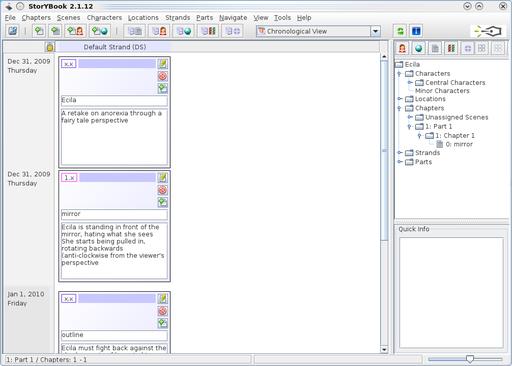 StorYBook 2.1.12
File Chapters Scenes Characters Locations Strands Parts Navigate View Tools Help
Chronological View
Default Strand (DS)
Dec 31, 2009
Thursday
x.x
Ecila
A retake on anorexia through a
fairy tale perspective
Dec 31, 2009
Thursday
1.x
mirror
Ecila is standing in front of the
mirror, hating what she sees
She starts being pulled in,
rotating backwards
(anti-clockwise from the viewer's
perspective
Jan 1, 2010
Friday
x.x
outline
Ecila must fight back against the
Ecila
Characters
Central Characters
Minor Characters
Locations
Chapters
Unassigned Scenes
1: Part 1
1: Chapter 1
0: mirror
Strands
Parts
Quick Info
1: Part 1 / Chapters: 1 -1